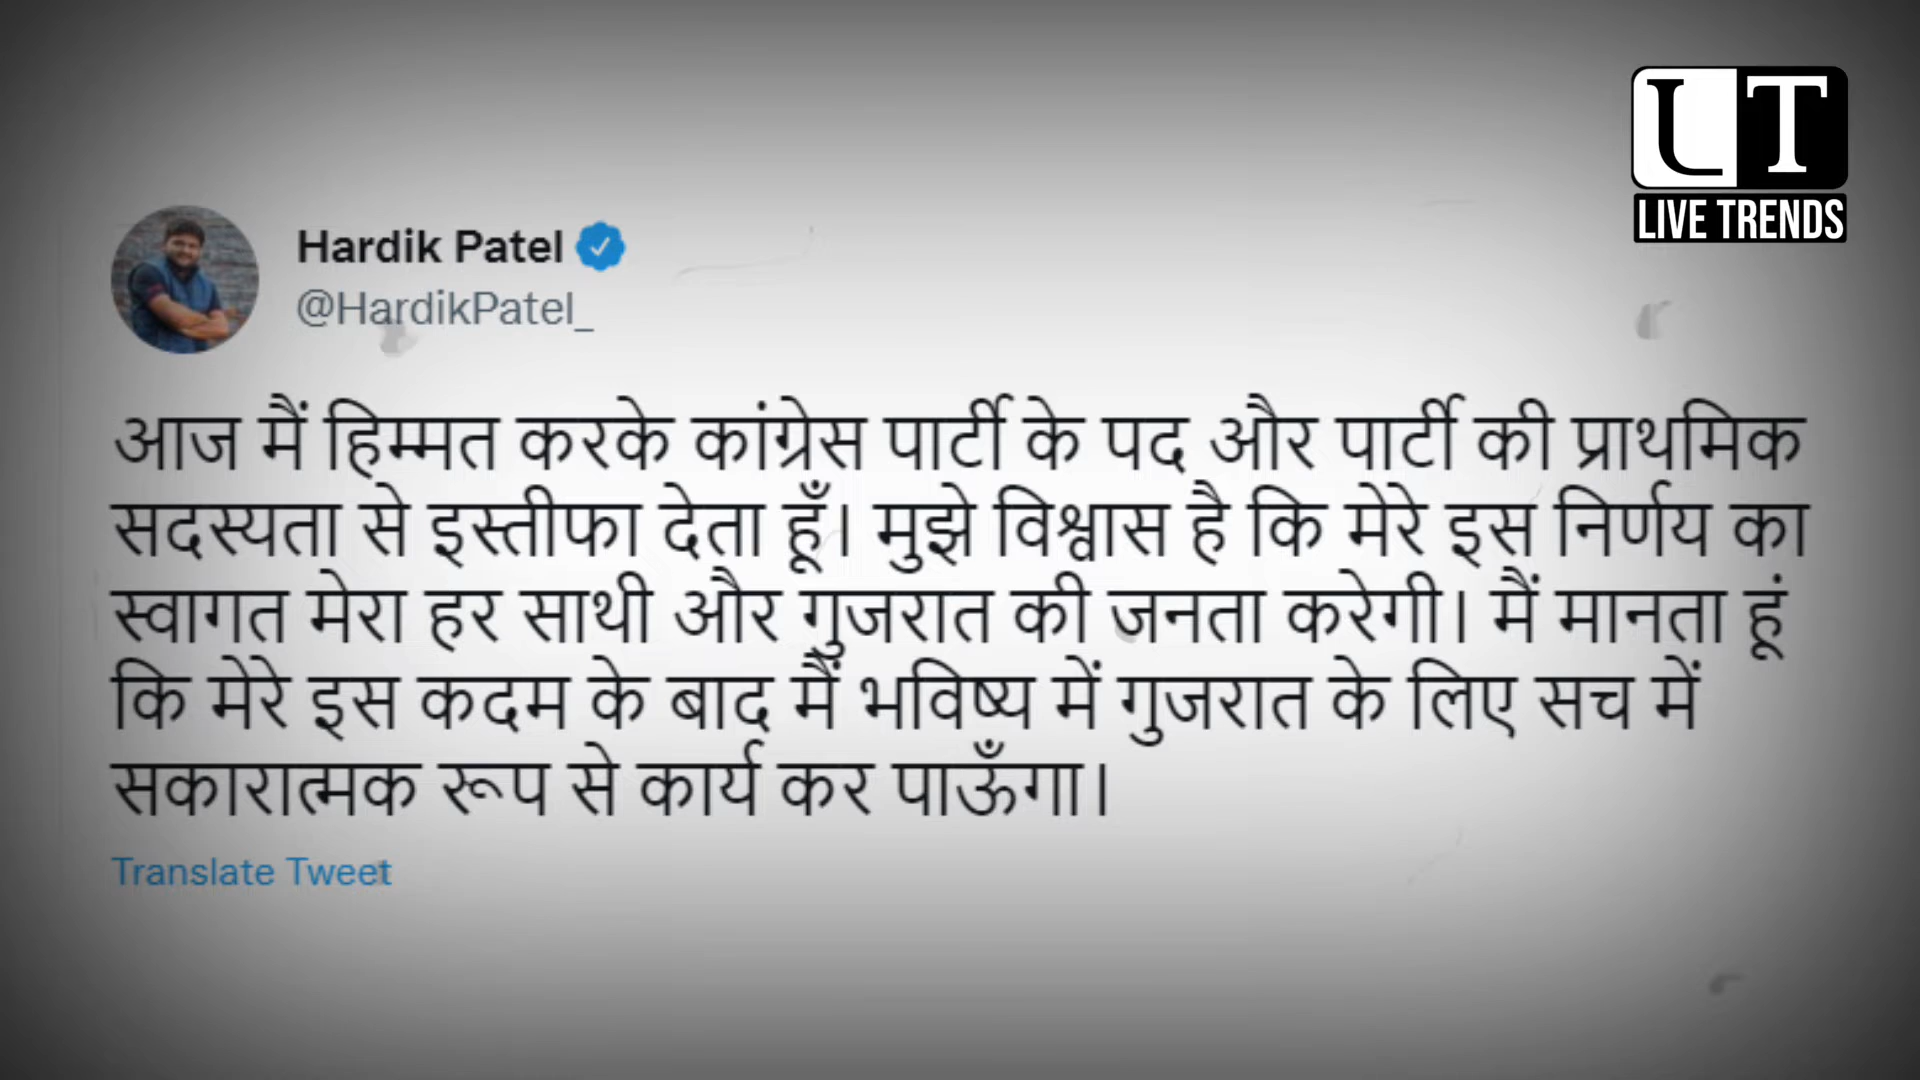 LT
LIVE TRENDS
Hardik Patel
@HardikPatel_
आज मैं हिम्मत करके कांग्रेस पार्टी के पद और पार्टी की प्राथमिक
सदस्यता से इस्तीफा देता हूँ। मुझे विश्वास है कि मेरे इस निर्णय का
स्वागत मेरा हर साथी और गुजरात की जनता करेगी। मैं मानता हूं
कि मेरे इस कदम के बाद मैं भविष्य में गुजरात के लिए सच में
सकारात्मक रूप से कार्य कर पाऊँगा।
Translate Tweet